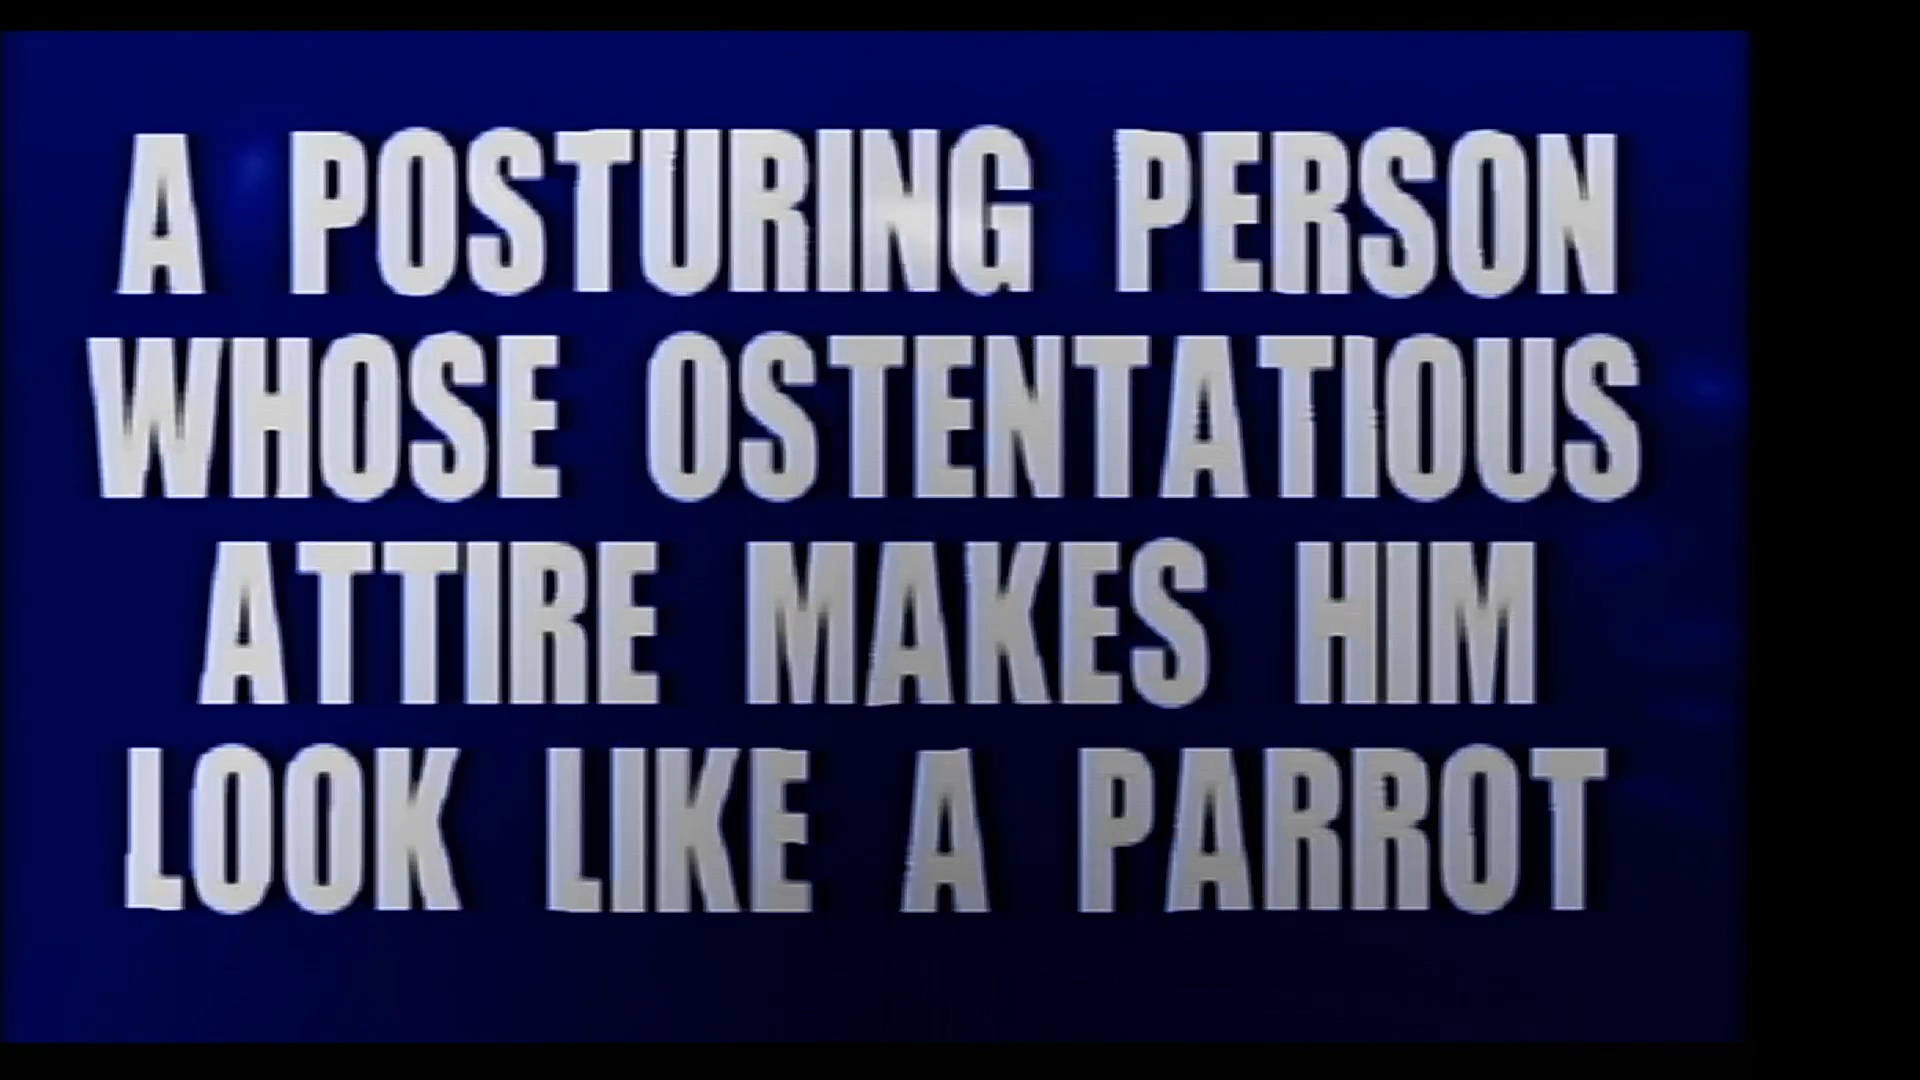 A POSTURING PERSON
WHOSE OSTENTATIOUS
ATTIRE MAKES HIM
LOOK LIKE A PARROT